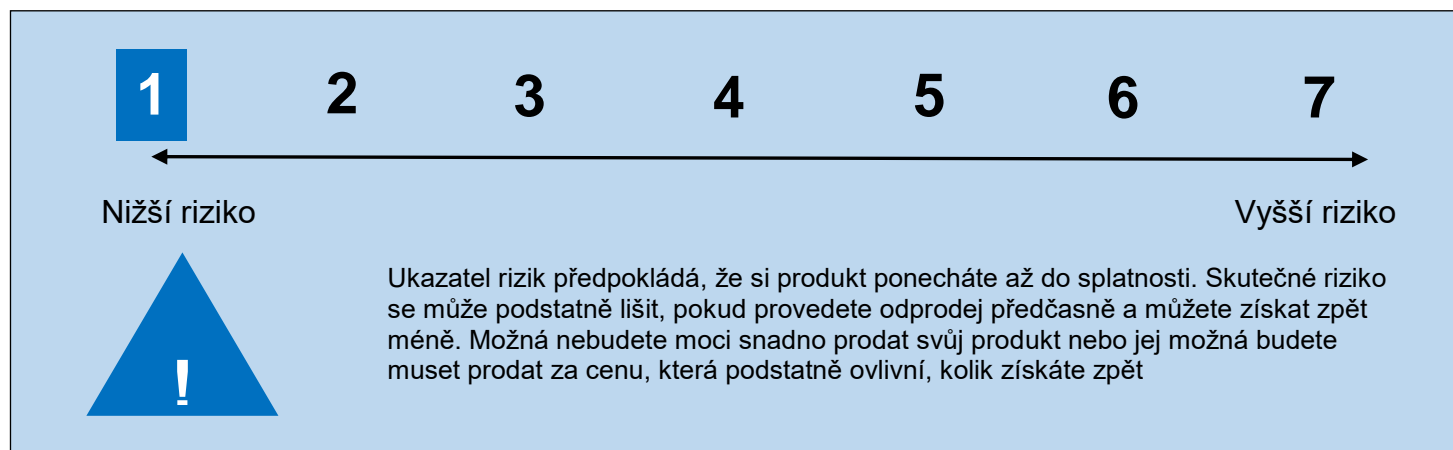 1 2 3 4 5 6 7
Nižší riziko Vyšší riziko
Ukazatel rizik předpokládá, že si produkt ponecháte až do splatnosti. Skutečné riziko
se může podstatně lišit, pokud provedete odprodej předčasně a můžete získat zpět
méně. Možná nebudete moci snadno prodat svůj produkt nebo jej možná budete
muset prodat za cenu, která podstatně ovlivní, kolik získáte zpět
!